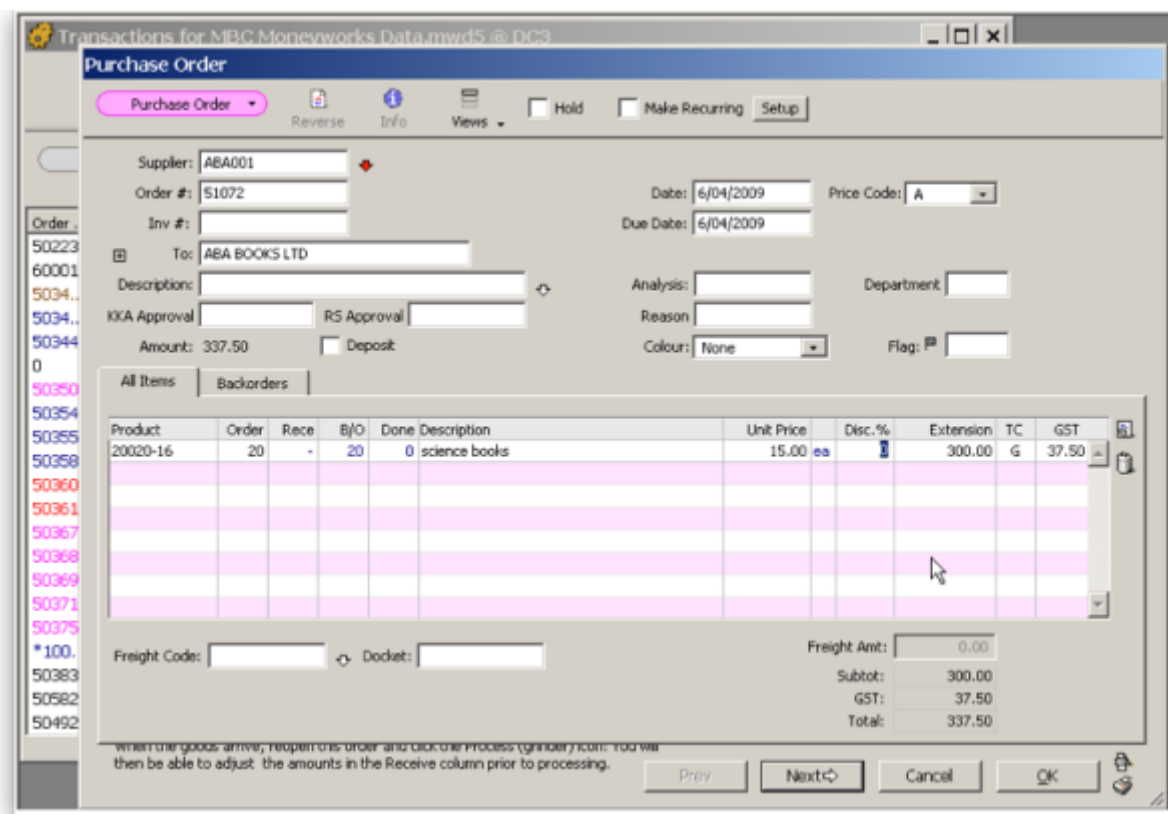 Transactions for MBC Moneyworks Data.mwd5 @ DC3
Purchase Order
Purchase Order Reverse Info Views Hold Make Recurring Setup
Supplier: ABA001
Order #: 51072 Date: 6/04/2009 Price Code: A
Inv #: Due Date: 6/04/2009
To: ABA BOOKS LTD
Description: Analysis: Department
KKA Approval RS Approval Reason
Amount: 337.50 Deposit Colour: None Flag:
All Items Backorders
Product Order Rece B/O Done Description Unit Price Disc.% Extension TC GST
20020-16 20 - 20 0 science books 15.00 ea 0 300.00 G 37.50
Freight Code: Docket: Freight Amt: 0.00
Subtot: 300.00
GST: 37.50
Total: 337.50
When the goods arrive, reopen this order and click the Process (grinder) icon. You will
then be able to adjust the amounts in the Receive column prior to processing.
Prev Next Cancel OK
Order
50223
60001
5034..
5034..
50344
0
50350
50354
50355
50358
50360
50361
50367
50368
50369
50371
50375
*100.
50383
50582
50492